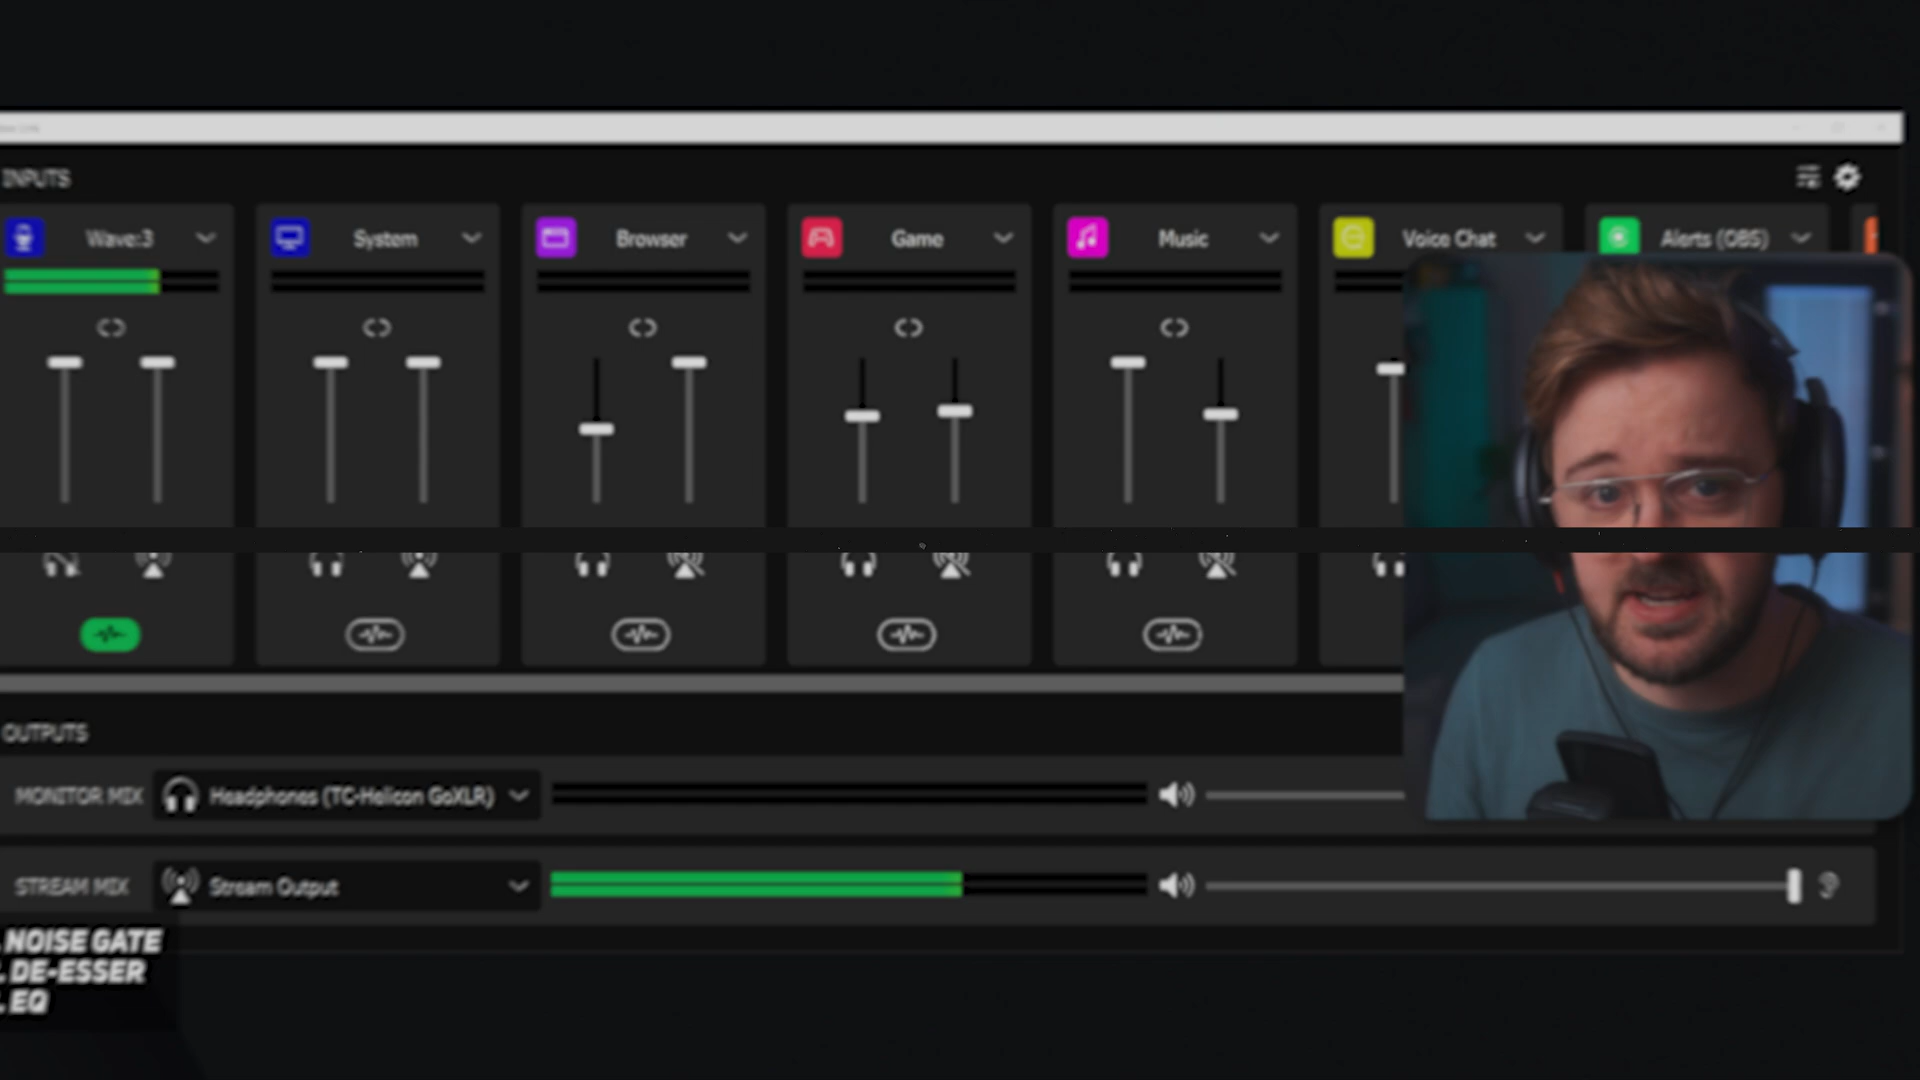 INPUTS
Wave:3
System
Browser
Game
Music
Voice Chat
Alerts (OBS)
OUTPUTS
MONITOR MIX
Headphones (TC-Helicon GoXLR)
STREAM MIX
Stream Output
. NOISE GATE
. DE-ESSER
. EQ